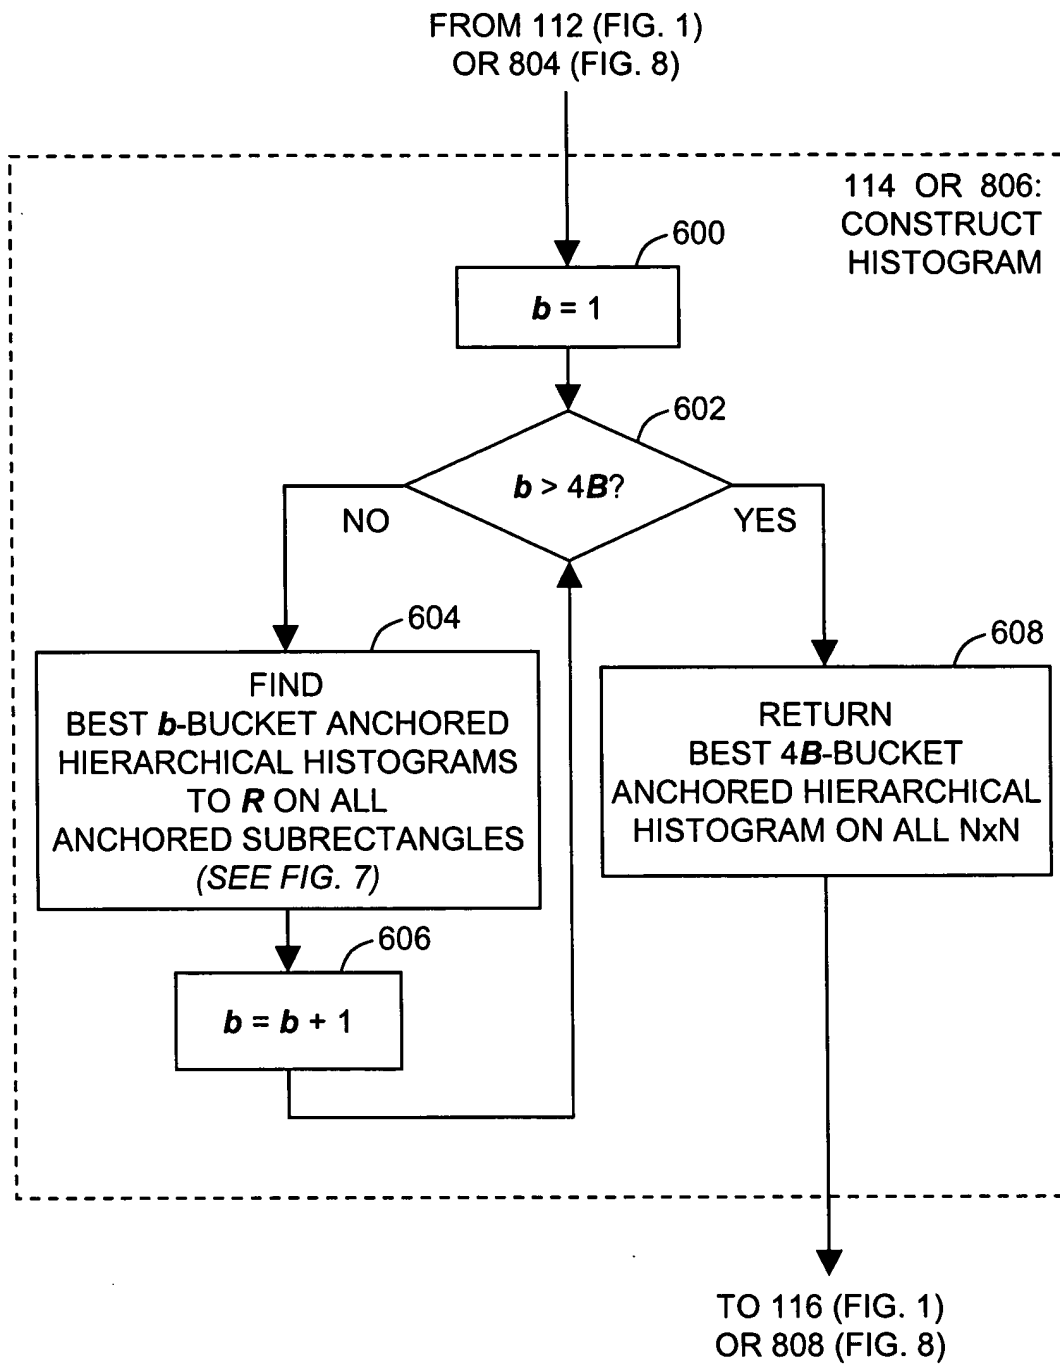 FROM 112 (FIG. 1)
OR 804 (FIG. 8)
114 OR 806:
CONSTRUCT
HISTOGRAM
600
b = 1
602
b > 4B?
NO
YES
604
FIND
BEST b-BUCKET ANCHORED
HIERARCHICAL HISTOGRAMS
TO R ON ALL
ANCHORED SUBRECTANGLES
(SEE FIG. 7)
608
RETURN
BEST 4B-BUCKET
ANCHORED HIERARCHICAL
HISTOGRAM ON ALL NxN
606
b = b + 1
TO 116 (FIG. 1)
OR 808 (FIG. 8)